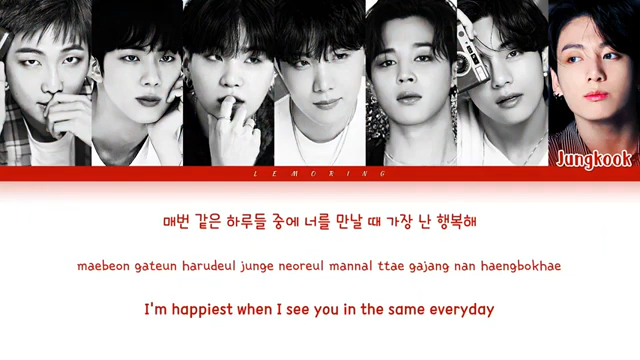 Jungkook
LEMORING
매번 같은 하루들 중에 너를 만날 때 가장 난 행복해
maebeon gateun harudeul junge neoreul mannal ttae gajang nan haengbokhae
I'm happiest when I see you in the same everyday